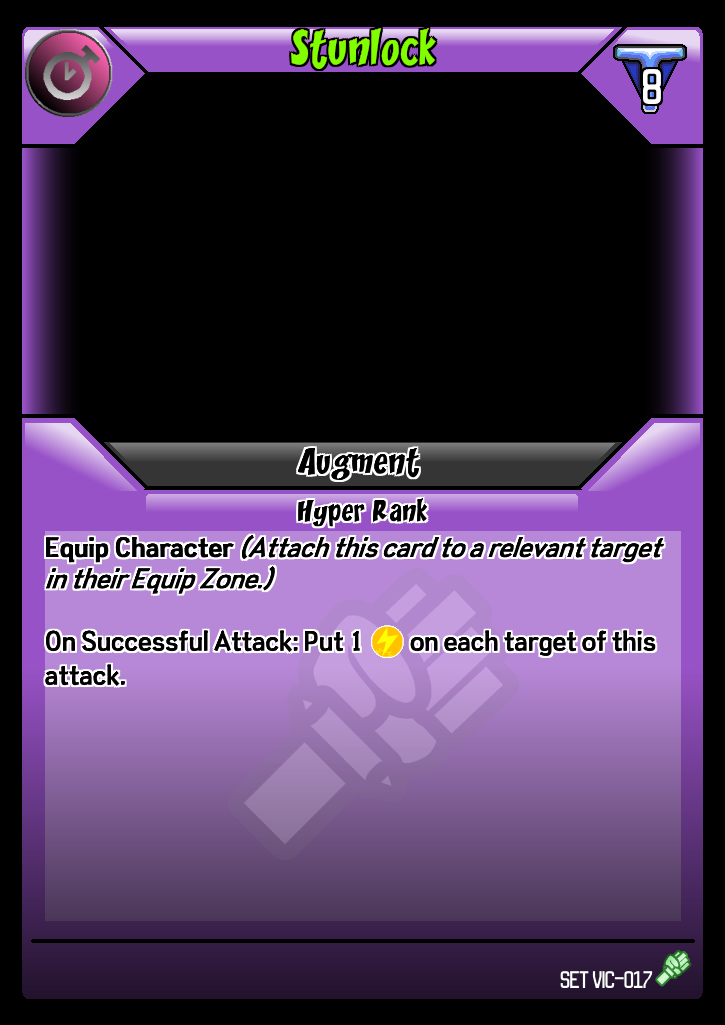 Stunlock
8
Augment
Hyper Rank
Equip Character (Attach this card to a relevant target
in their Equip Zone.)
On Successful Attack: Put 1 on each target of this
attack.
SET VIC-017